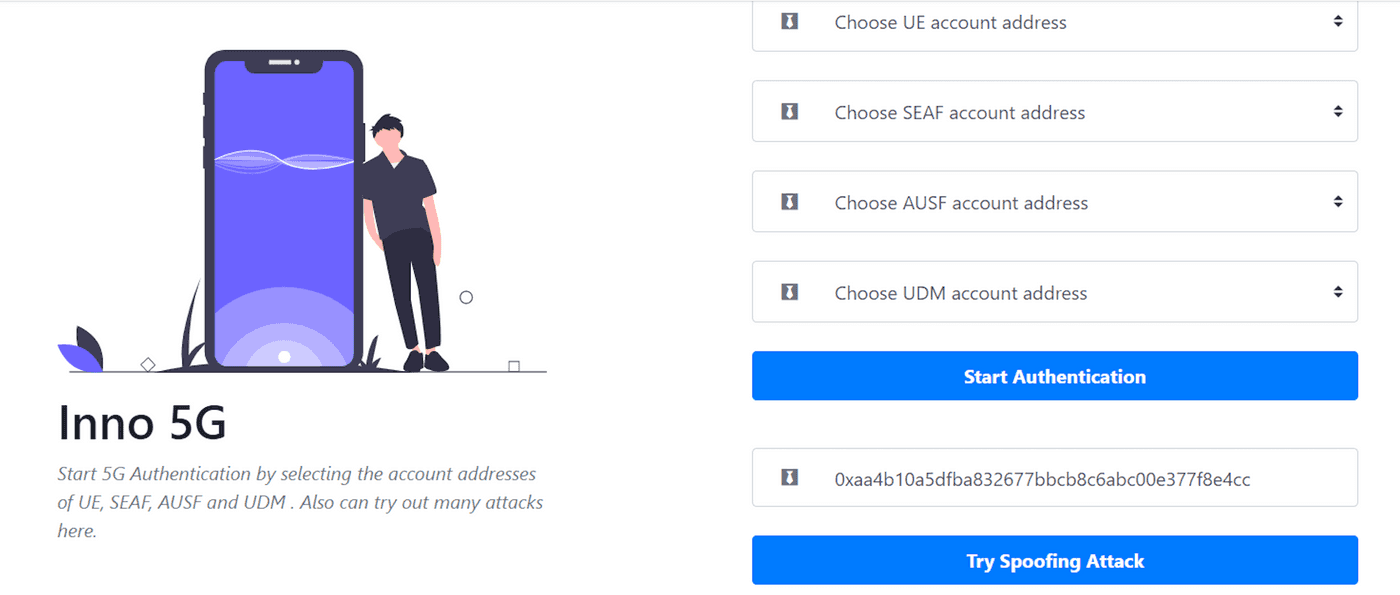 Choose UE account address
Choose SEAF account address
Choose AUSF account address
Choose UDM account address
Start Authentication
0xaa4b10a5dfba832677bbcb8c6abc00e377f8e4cc
Try Spoofing Attack
Inno 5G
Start 5G Authentication by selecting the account addresses
of UE, SEAF, AUSF and UDM . Also can try out many attacks
here.